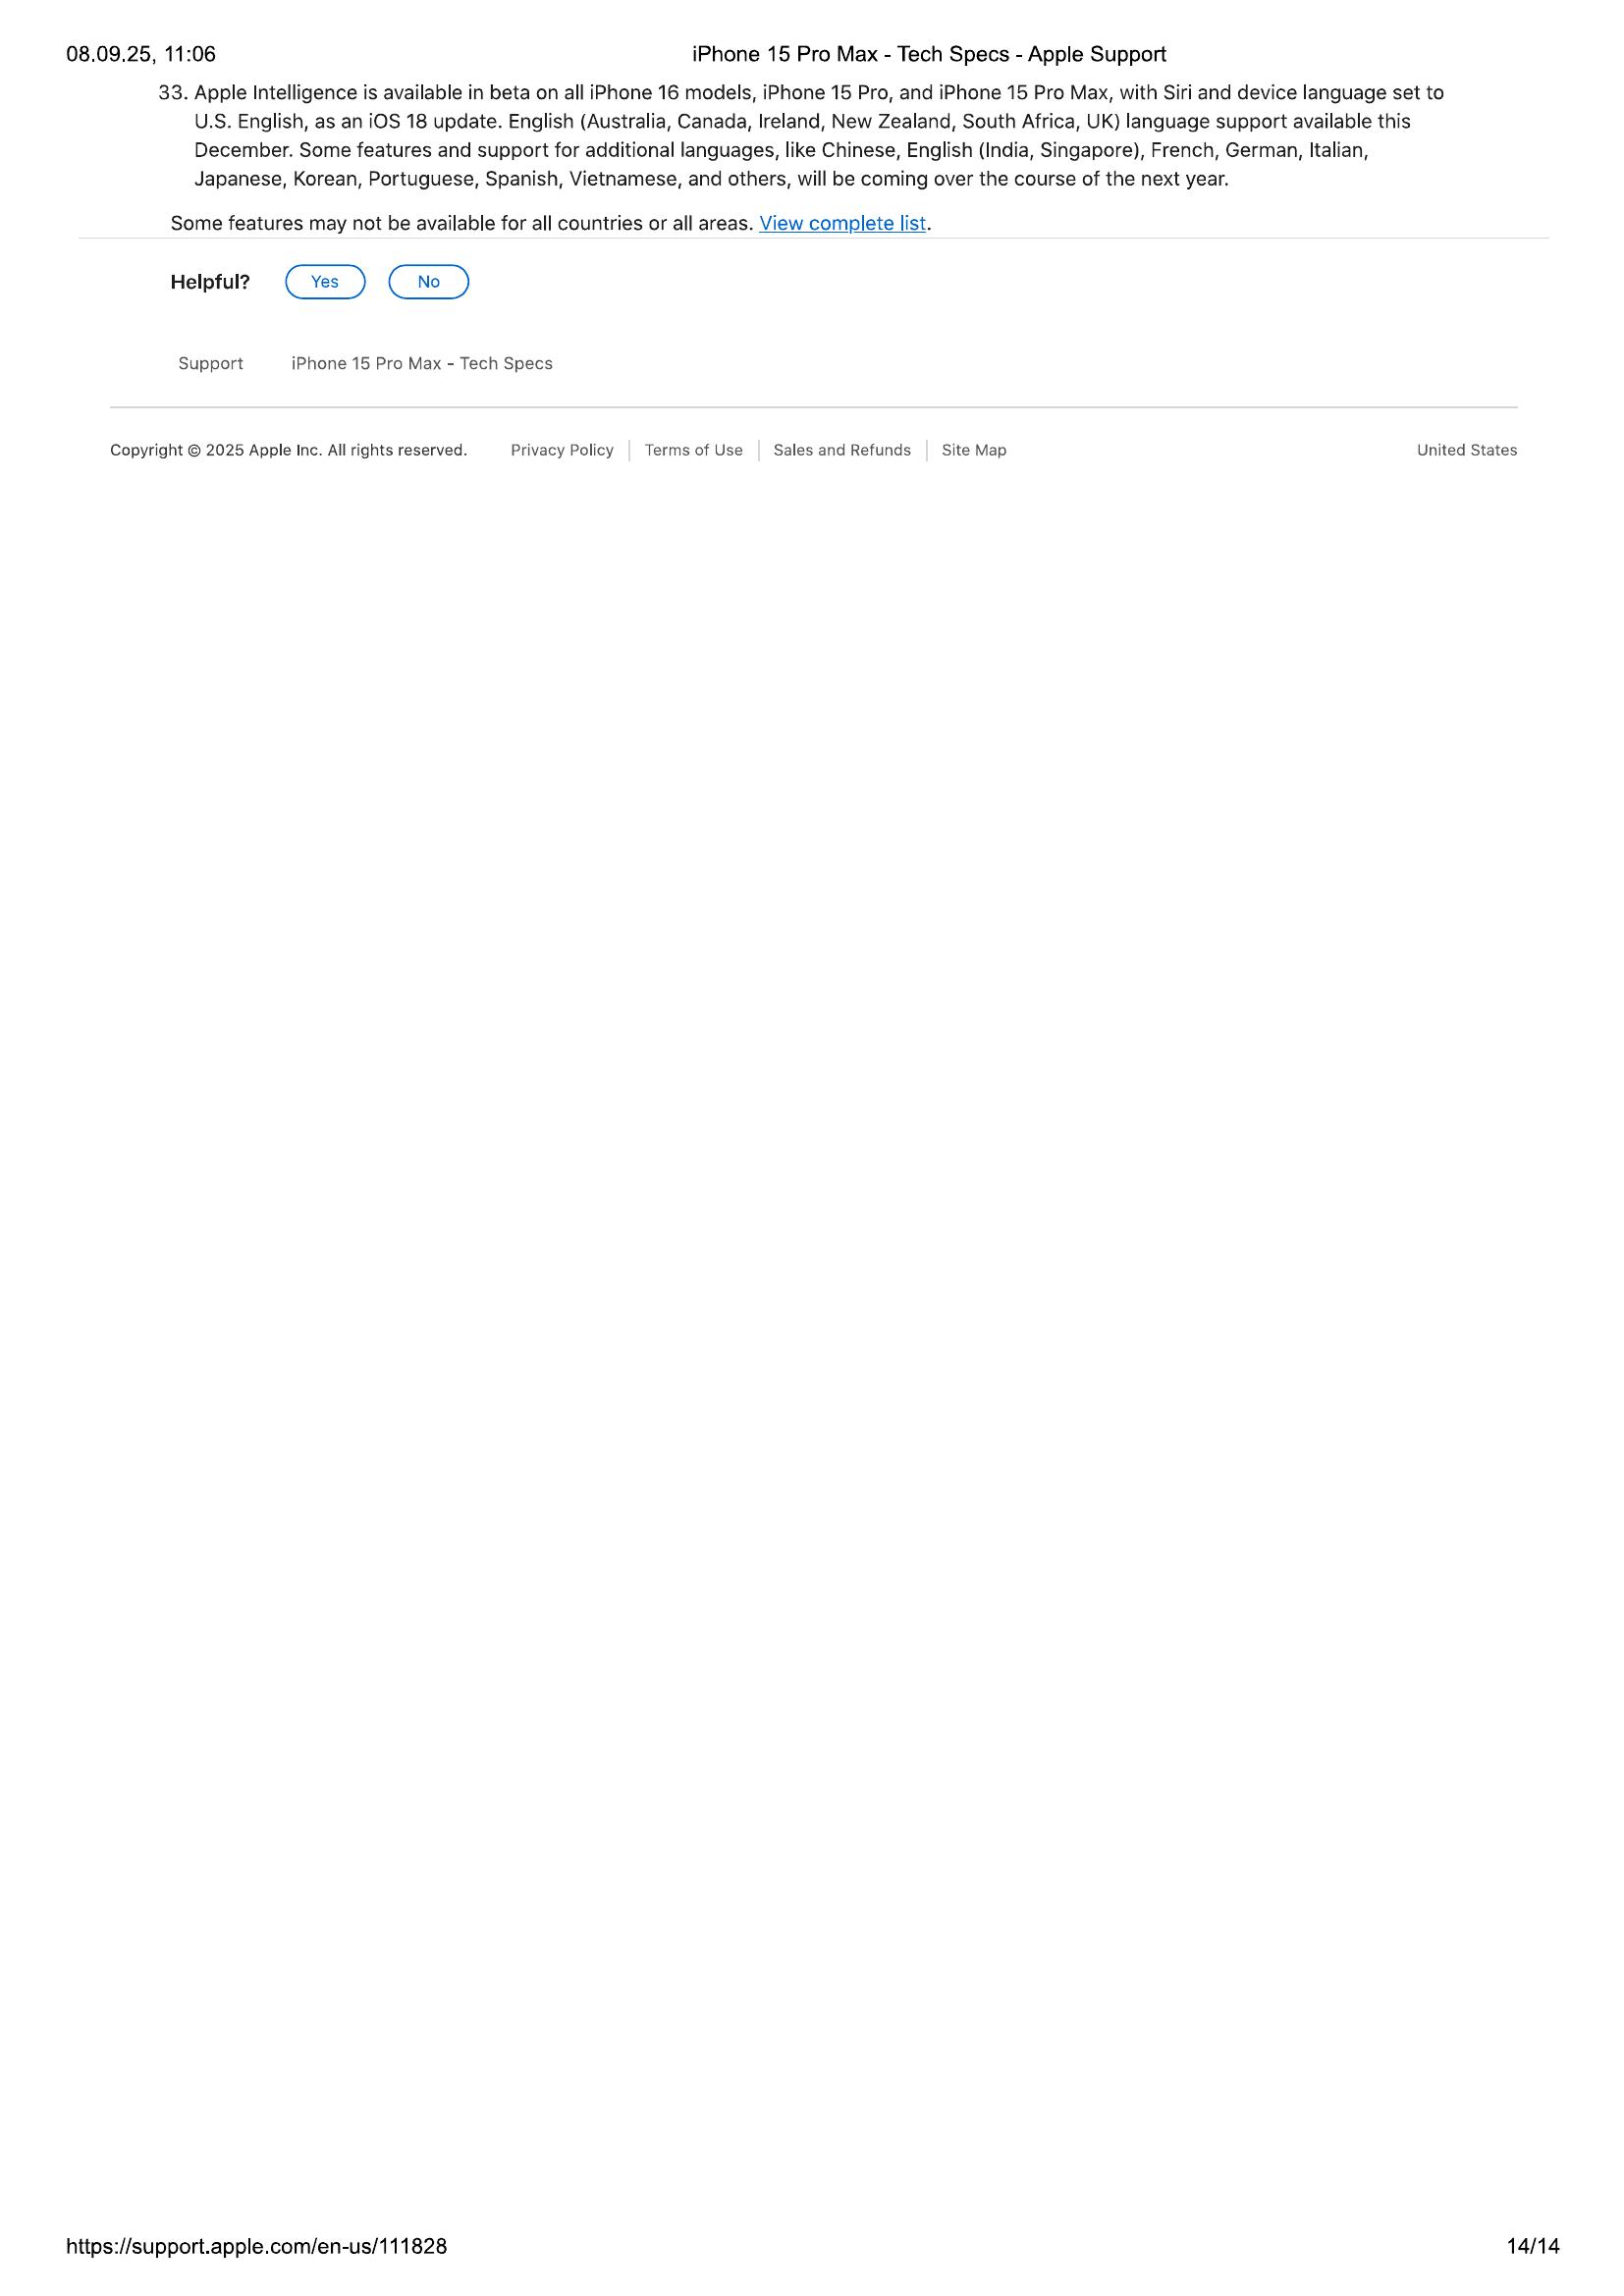 08.09.25, 11:06
iPhone 15 Pro Max - Tech Specs - Apple Support
33. Apple Intelligence is available in beta on all iPhone 16 models, iPhone 15 Pro, and iPhone 15 Pro Max, with Siri and device language set to
U.S. English, as an iOS 18 update. English (Australia, Canada, Ireland, New Zealand, South Africa, UK) language support available this
December. Some features and support for additional languages, like Chinese, English (India, Singapore), French, German, Italian,
Japanese, Korean, Portuguese, Spanish, Vietnamese, and others, will be coming over the course of the next year.
Some features may not be available for all countries or all areas. View complete list.
Helpful? Yes No
Support iPhone 15 Pro Max - Tech Specs
Copyright © 2025 Apple Inc. All rights reserved. Privacy Policy Terms of Use Sales and Refunds Site Map United States
https://support.apple.com/en-us/111828
14/14